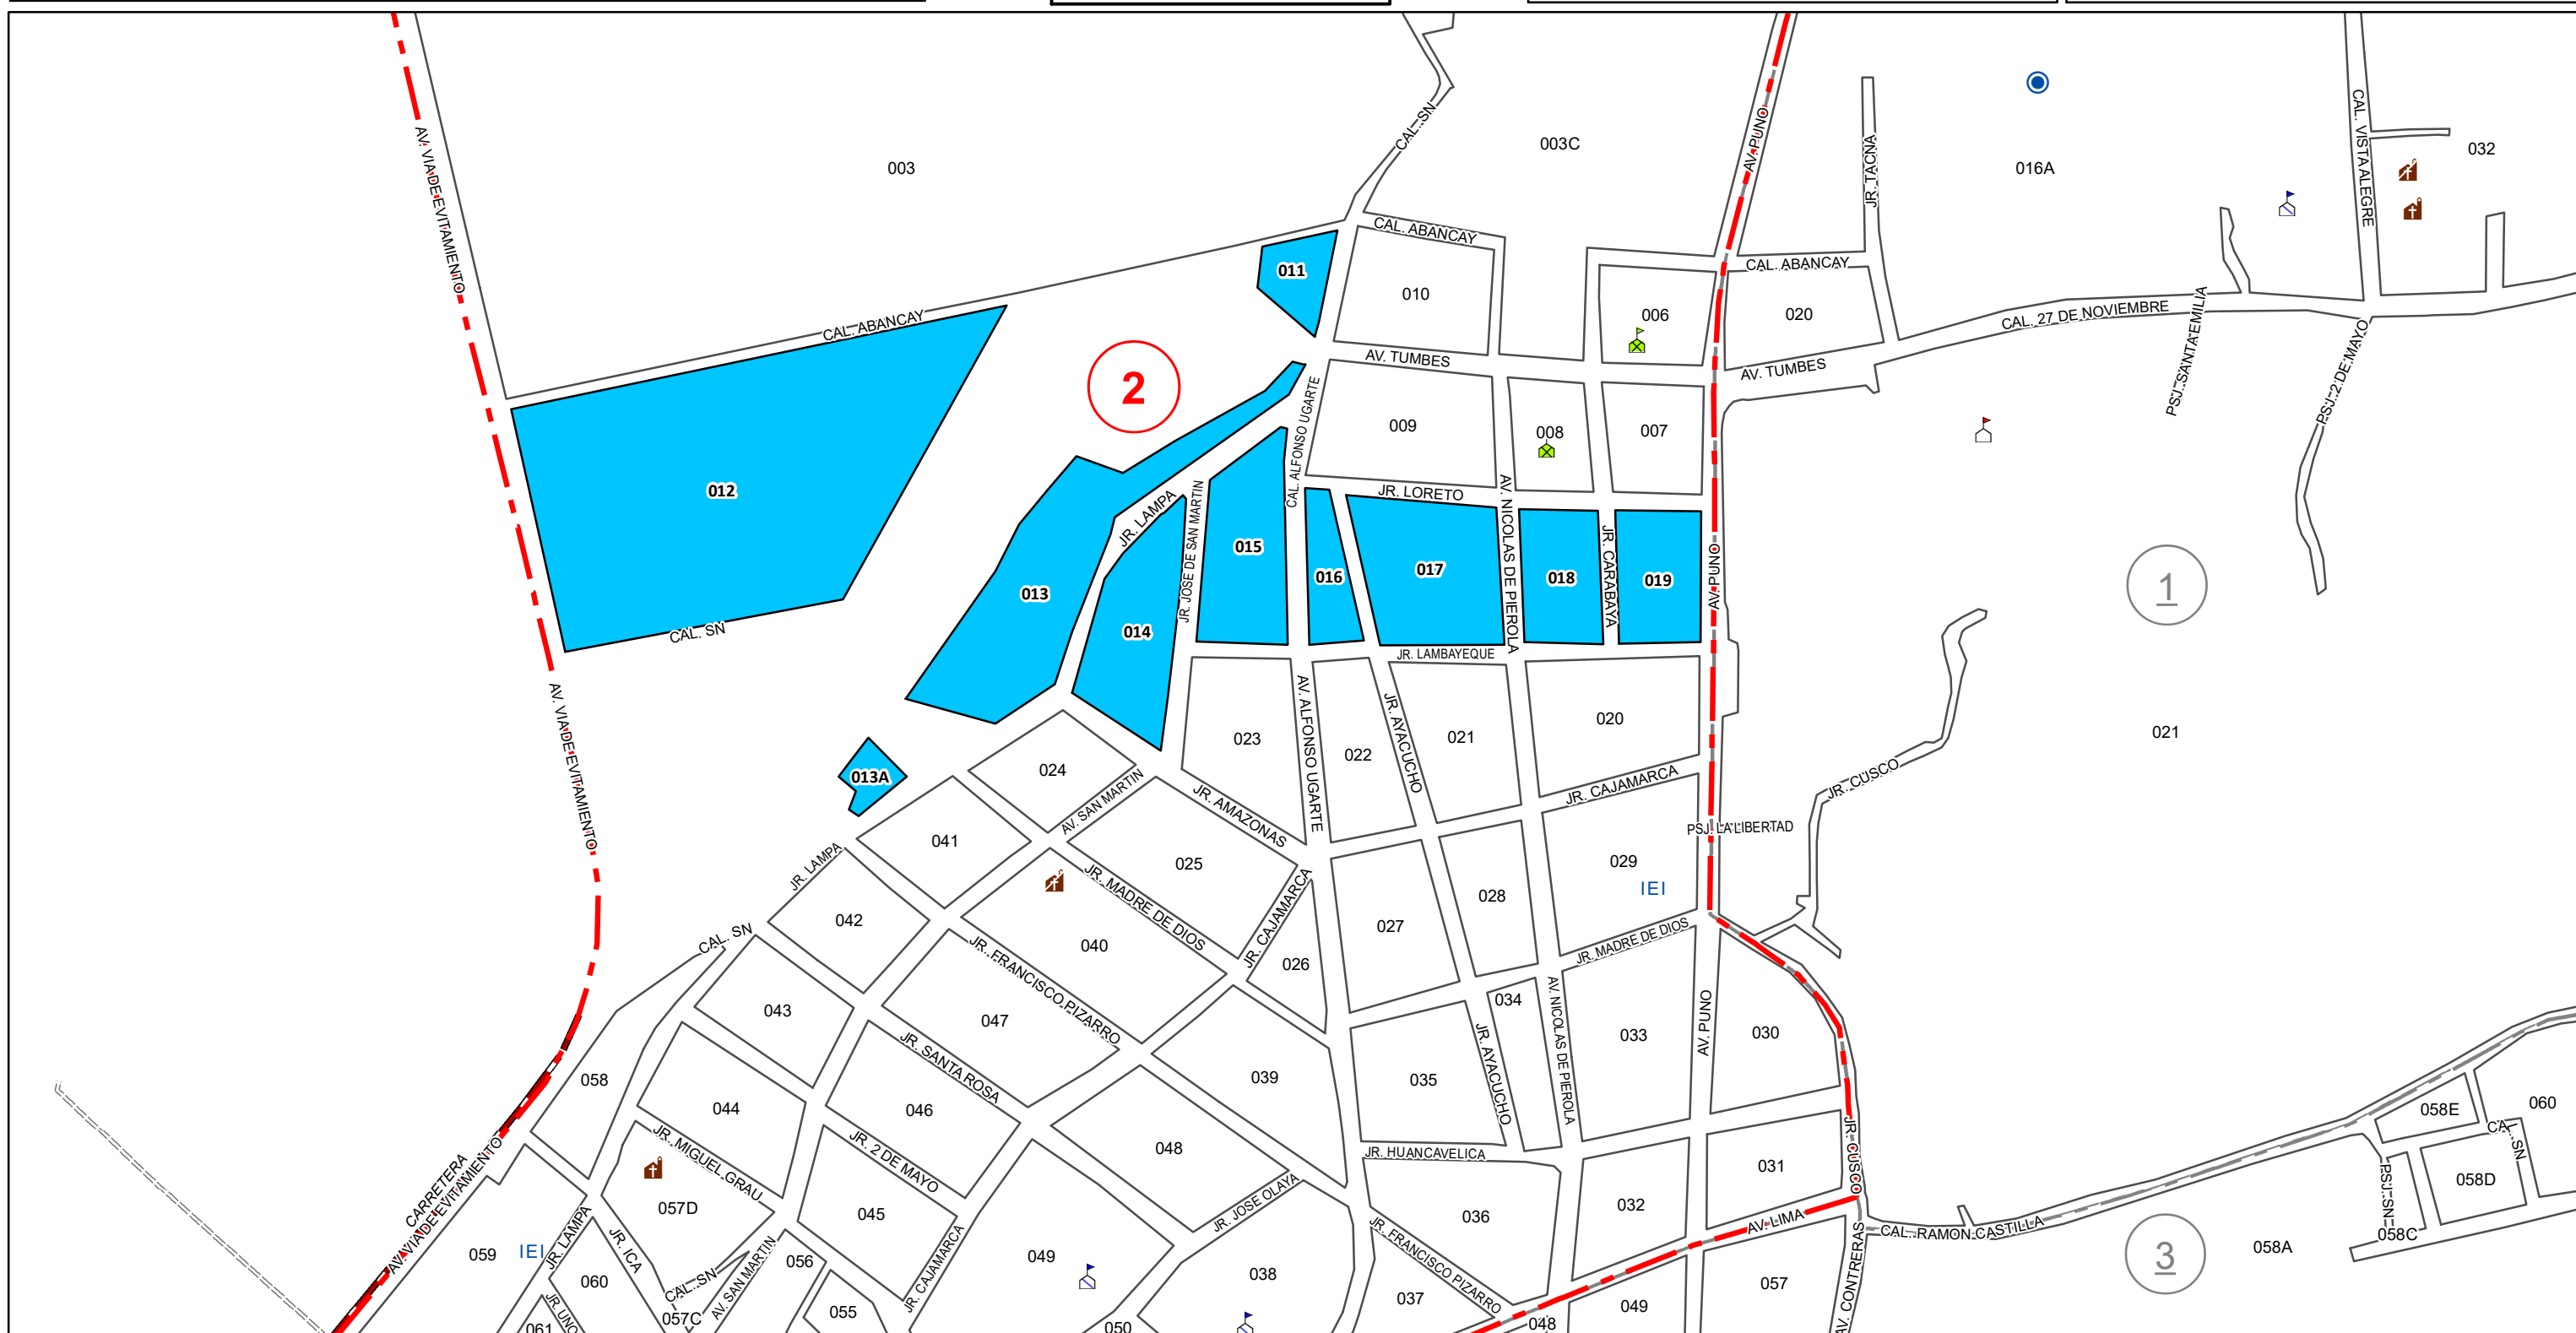 CAL. SN
AV. PUNO
CAL. VISTA ALEGRE
032
003C
JR. TACNA
016A
003
AV. VIA DE EVITAMIENTO
CAL. ABANCAY
011
CAL. ABANCAY
010
006
020
CAL. 27 DE NOVIEMBRE
PSJ. SANTA EMILIA
CAL. ABANCAY
AV. TUMBES
AV. TUMBES
PSJ. 2 DE MAYO
2
CAL. ALFONSO UGARTE
009
008
007
012
JR. LAMPA
JR. JOSE DE SAN MARTIN
JR. LORETO
AV. NICOLAS DE PIEROLA
JR. CARABAYA
AV. PUNO
015
016
017
018
019
1
013
014
CAL. SN
JR. LAMBAYEQUE
AV. VIA DE EVITAMIENTO
023
AV. ALFONSO UGARTE
022
JR. AYACUCHO
021
020
021
013A
024
AV. SAN MARTIN
JR. AMAZONAS
JR. CAJAMARCA
JR. CUSCO
PSJ. LA LIBERTAD
041
025
029
IEI
JR. LAMPA
JR. MADRE DE DIOS
JR. CAJAMARCA
028
042
040
026
027
JR. MADRE DE DIOS
CAL. SN
JR. FRANCISCO PIZARRO
043
047
034
AV. NICOLAS DE PIEROLA
033
AV. PUNO
030
JR. SANTA ROSA
JR. AYACUCHO
058
044
046
039
035
058E
060
CAL. SN
JR. MIGUEL GRAU
JR. 2 DE MAYO
048
JR. HUANCAVELICA
JR. CUSCO
031
CARRETERA
AV. VIA DE EVITAMIENTO
057D
045
JR. JOSE OLAYA
036
032
AV. LIMA
CAL. RAMON CASTILLA
PSJ. SN
058D
058C
059
IEI
JR. LAMPA
JR. ICA
CAL. SN
AV. SAN MARTIN
056
JR. CAJAMARCA
049
038
JR. FRANCISCO PIZARRO
AV. CONTRERAS
3
058A
060
JR. UNO
057C
055
037
049
057
061
050
048